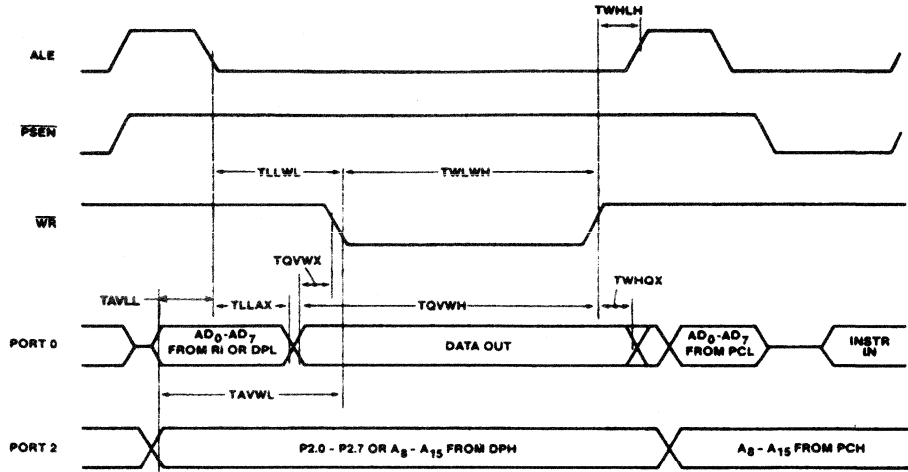 TWHLH
ALE
PSEN
TLLWL
TWLWH
WR
TQVWX
TWHQX
TAVLL
TLLAX
TQVWH
PORT 0
AD₀-AD₇
FROM Ri OR DPL
DATA OUT
AD₀-AD₇
FROM PCL
INSTR
IN
TAVWL
PORT 2
P2.0 - P2.7 OR A₈ - A₁₅ FROM DPH
A₈ - A₁₅ FROM PCH